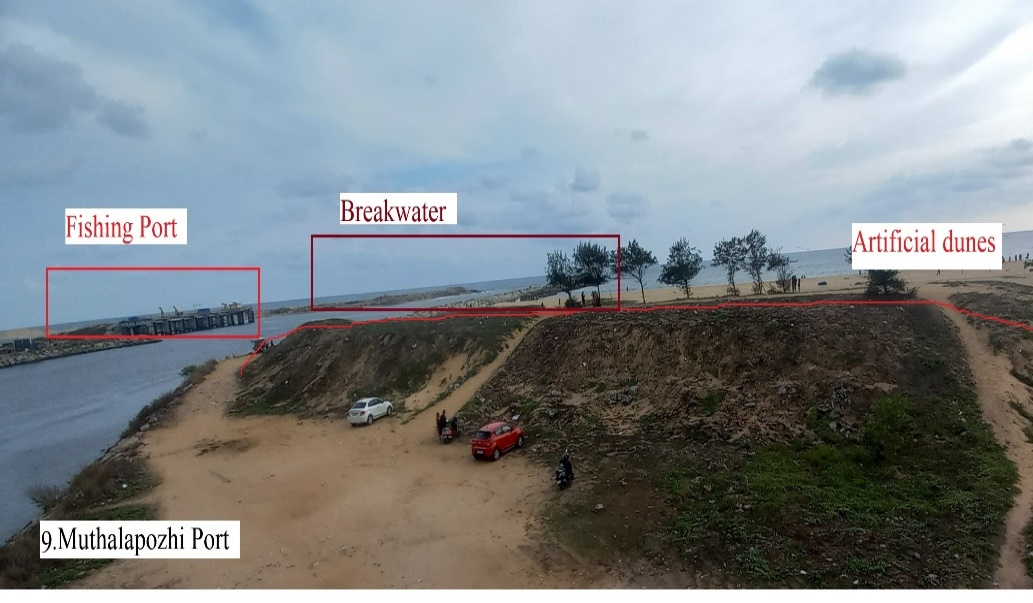 Fishing Port
Breakwater
Artificial dunes
9.Muthalapozhi Port